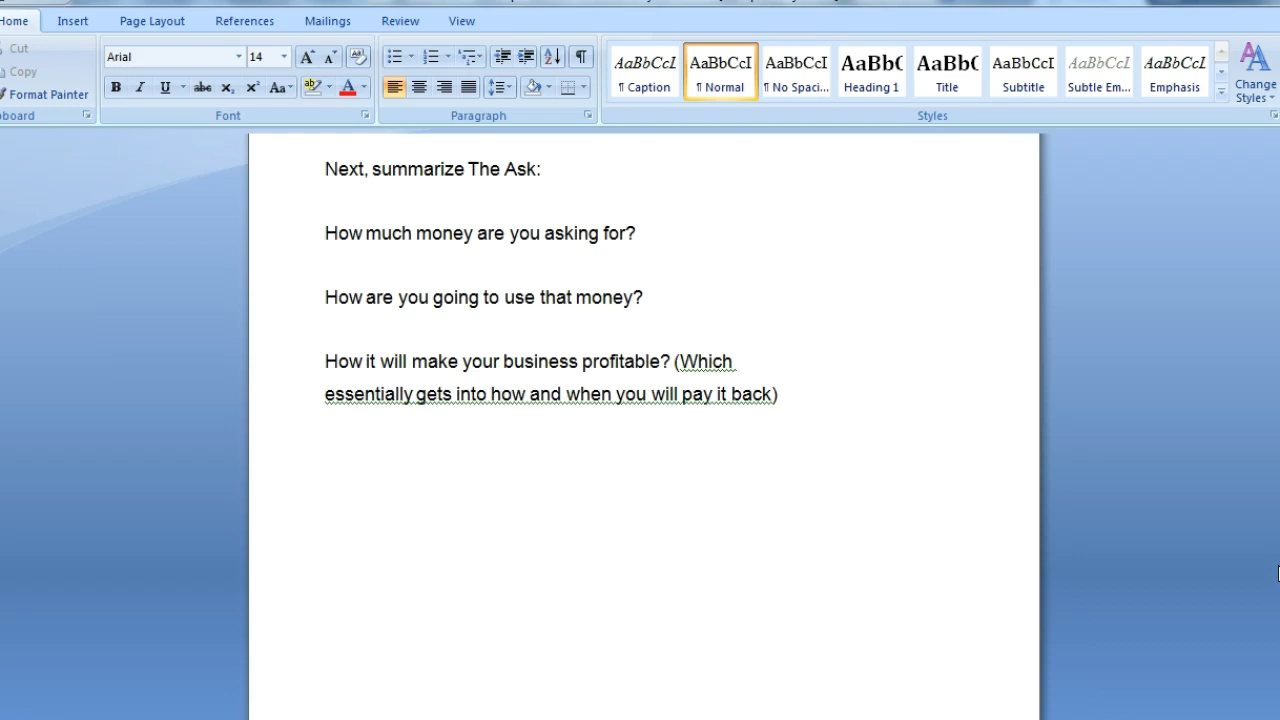 Home Insert Page Layout References Mailings Review View
Cut
Copy
Format Painter
board
Arial 14
Font
Paragraph
AaBbCcI AaBbCcI AaBbCcI AaBbC AaBbC AaBbCcI AaBbCcI AaBbCcI
¶ Caption ¶ Normal ¶ No Spaci... Heading 1 Title Subtitle Subtle Em... Emphasis
Change
Styles
Styles
Next, summarize The Ask:
How much money are you asking for?
How are you going to use that money?
How it will make your business profitable? (Which
essentially gets into how and when you will pay it back)